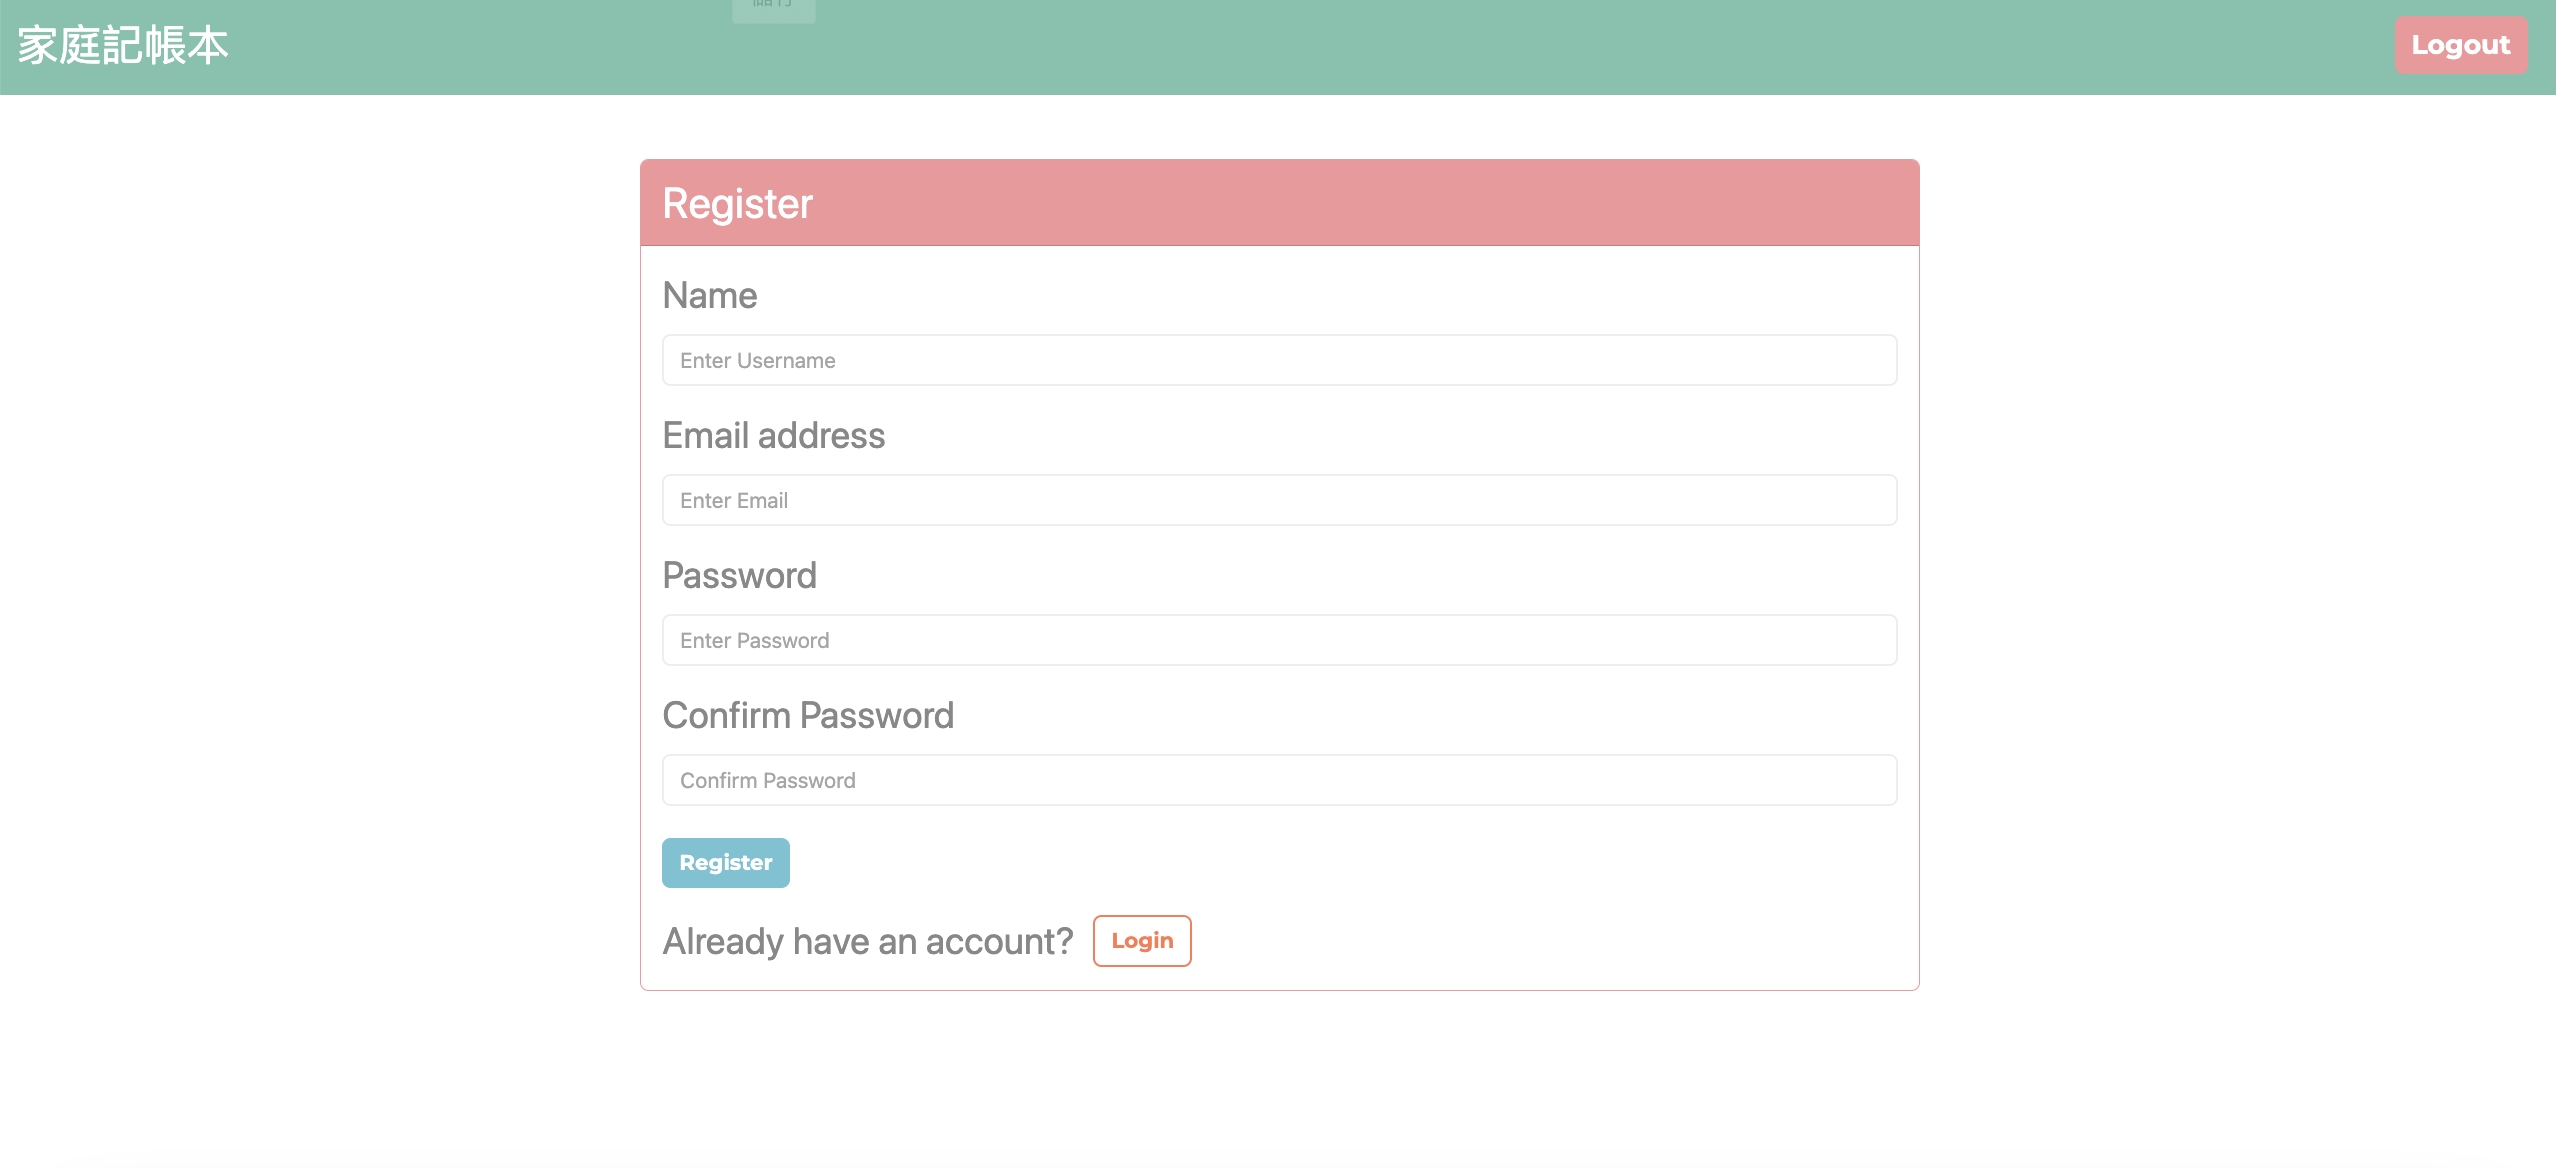 家庭記帳本
Logout
Register
Name
Enter Username
Email address
Enter Email
Password
Enter Password
Confirm Password
Confirm Password
Register
Already have an account? Login